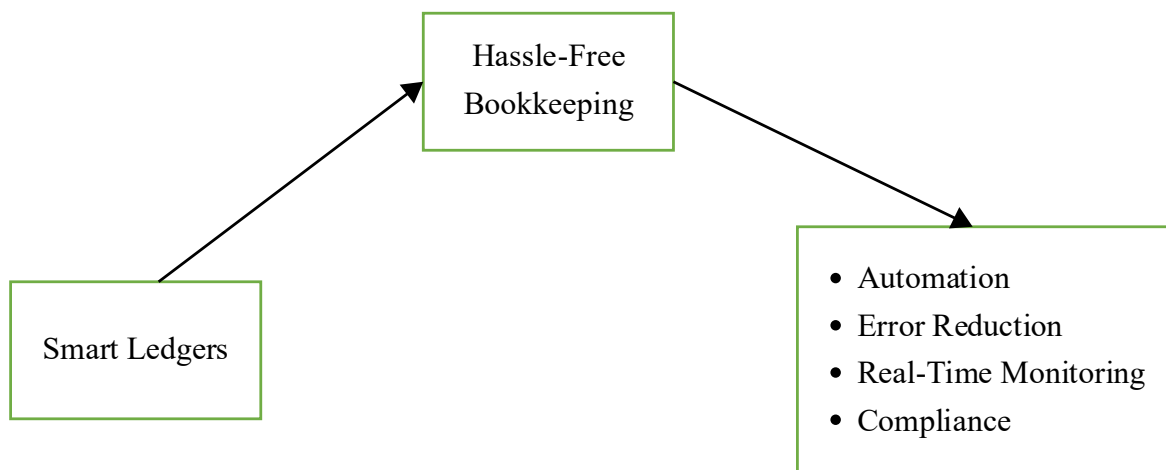 Hassle-Free
Bookkeeping
Smart Ledgers
• Automation
• Error Reduction
• Real-Time Monitoring
• Compliance